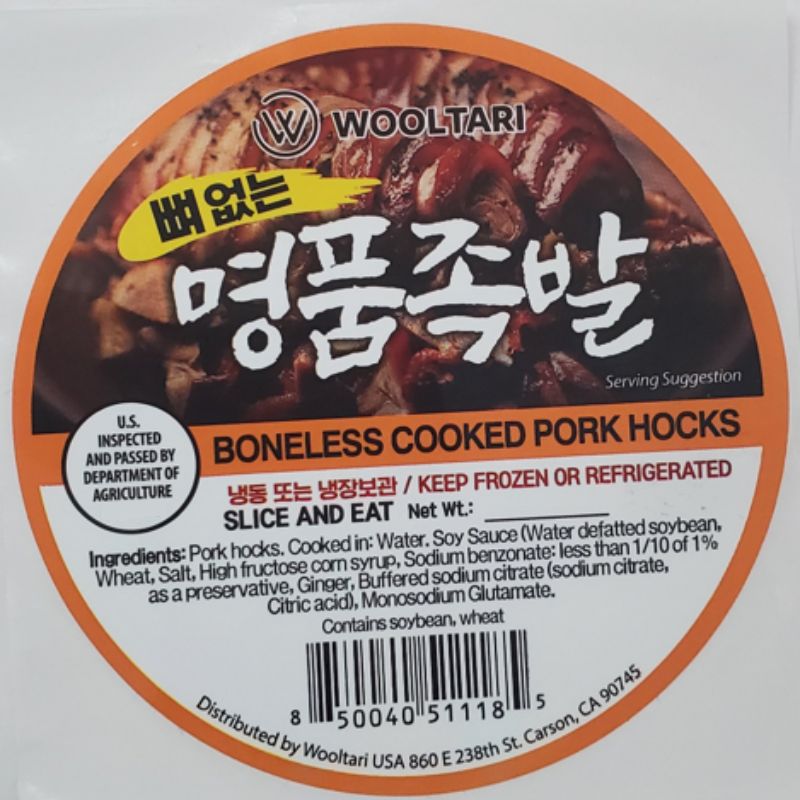 WOOLTARI
뼈 없는
명품족발
Serving Suggestion
U.S.
INSPECTED
AND PASSED BY
DEPARTMENT OF
AGRICULTURE
BONELESS COOKED PORK HOCKS
냉동 또는 냉장보관 / KEEP FROZEN OR REFRIGERATED
SLICE AND EAT Net Wt.:
Ingredients: Pork hocks. Cooked in: Water. Soy Sauce (Water defatted soybean,
Wheat, Salt, High fructose corn syrup, Sodium benzonate: less than 1/10 of 1%
as a preservative, Ginger, Buffered sodium citrate (sodium citrate,
Citric acid), Monosodium Glutamate.
Contains soybean, wheat
8 50040 51118 5
Distributed by Wooltari USA 860 E 238th St. Carson, CA 90745